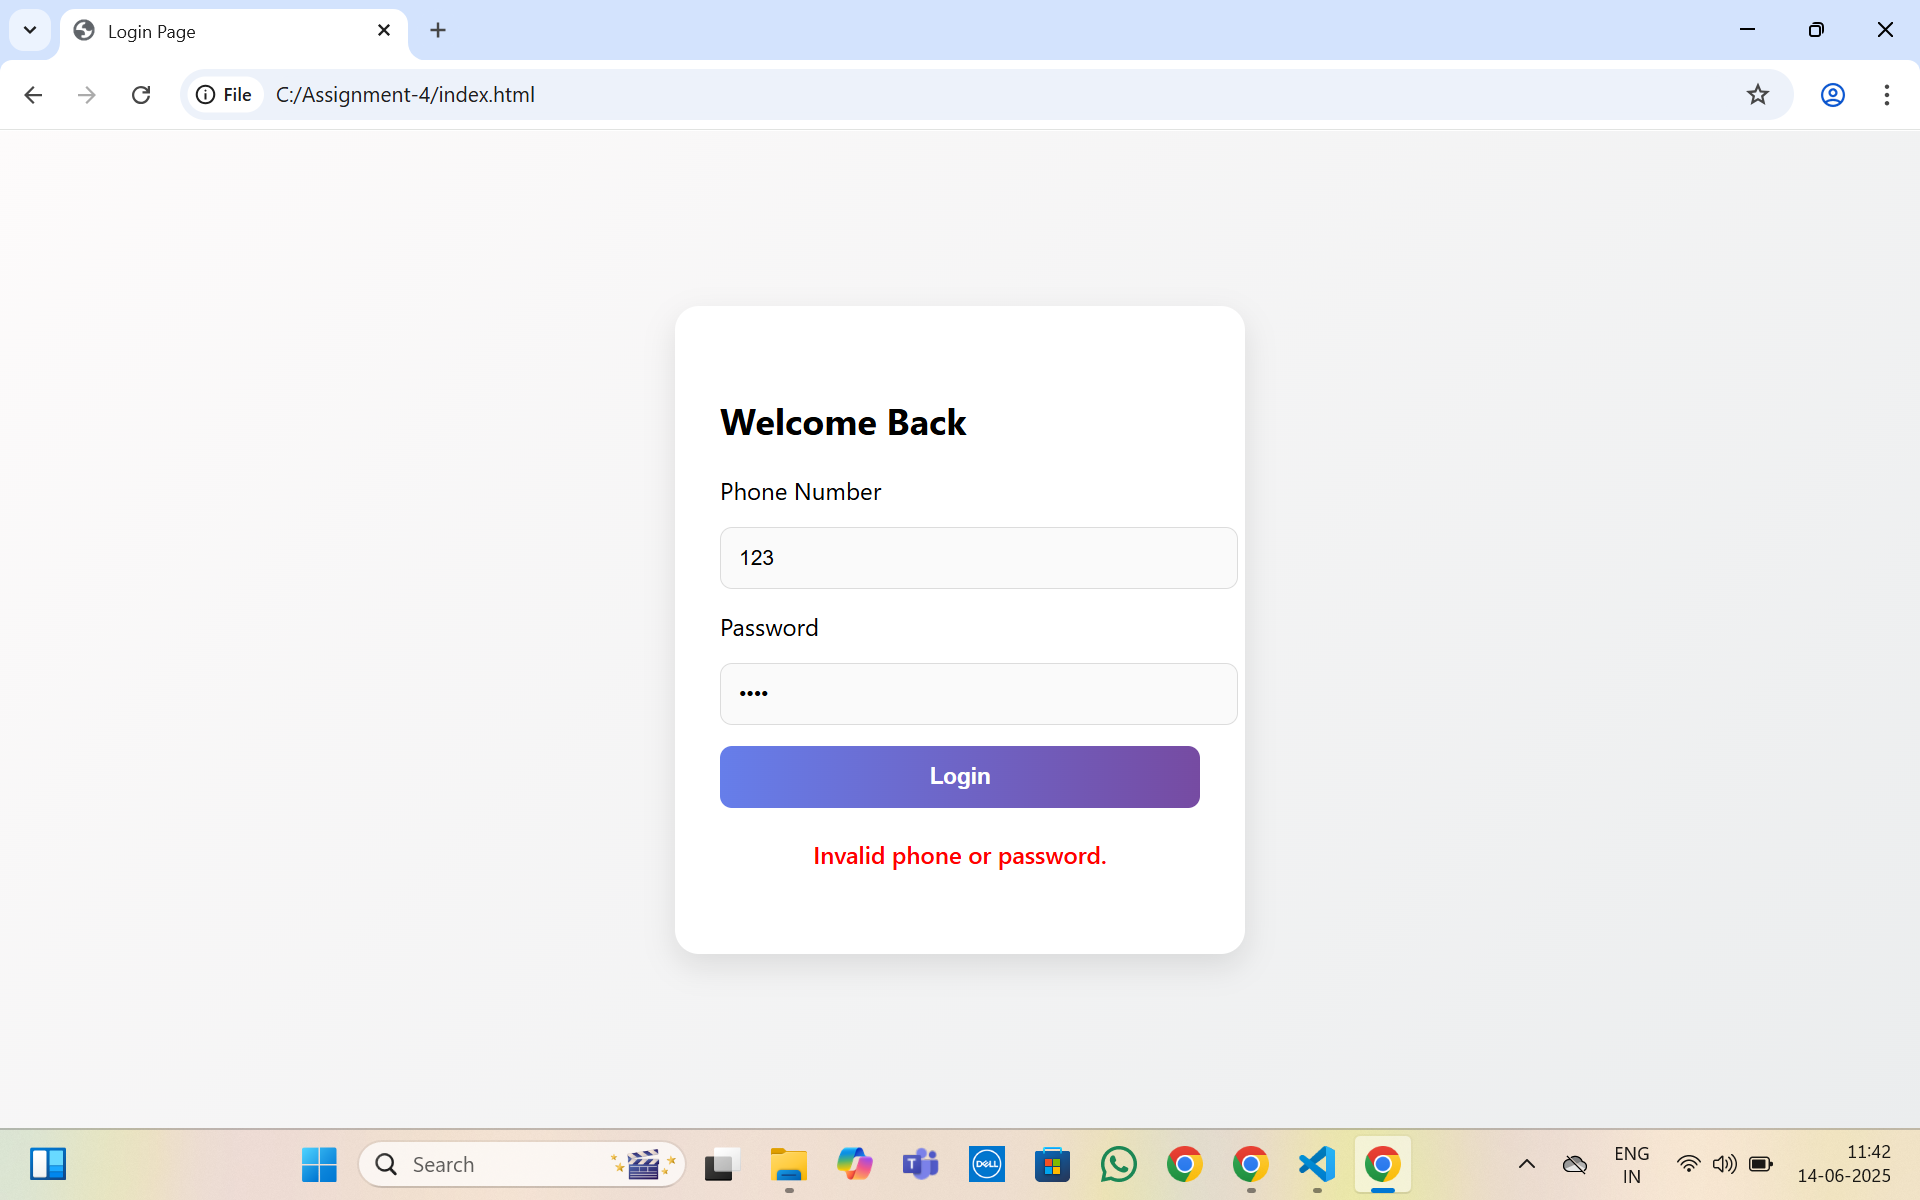 Login Page
File
C:/Assignment-4/index.html
Welcome Back
Phone Number
123
Password
••••
Login
Invalid phone or password.
Search
T
DELL
ENG
IN
11:42
14-06-2025